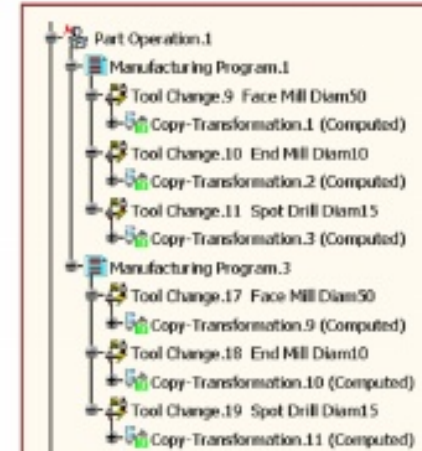 Part Operation.1
Manufacturing Program.1
Tool Change.9 Face Mill Diam50
Copy-Transformation.1 (Computed)
Tool Change.10 End Mill Diam10
Copy-Transformation.2 (Computed)
Tool Change.11 Spot Drill Diam15
Copy-Transformation.3 (Computed)
Manufacturing Program.3
Tool Change.17 Face Mill Diam50
Copy-Transformation.9 (Computed)
Tool Change.18 End Mill Diam10
Copy-Transformation.10 (Computed)
Tool Change.19 Spot Drill Diam15
Copy-Transformation.11 (Computed)